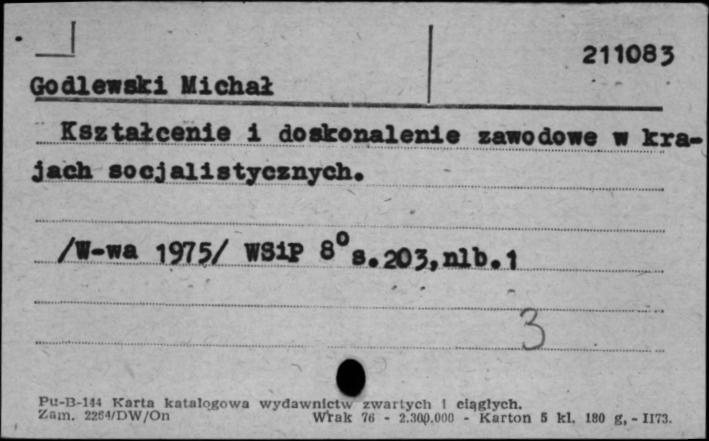 211083
Godlewski Michał
Kształcenie i doskonalenie zawodowe w kra-
jach socjalistycznych.
/W-wa 1975/ WSiP 8° s.203,nlb.1
3
Pu-B-144 Karta katalogowa wydawnictw zwartych i ciągłych.
Zam. 2264/DW/On Wrak 76 - 2.300.000 - Karton 5 kl. 180 g, - II73.